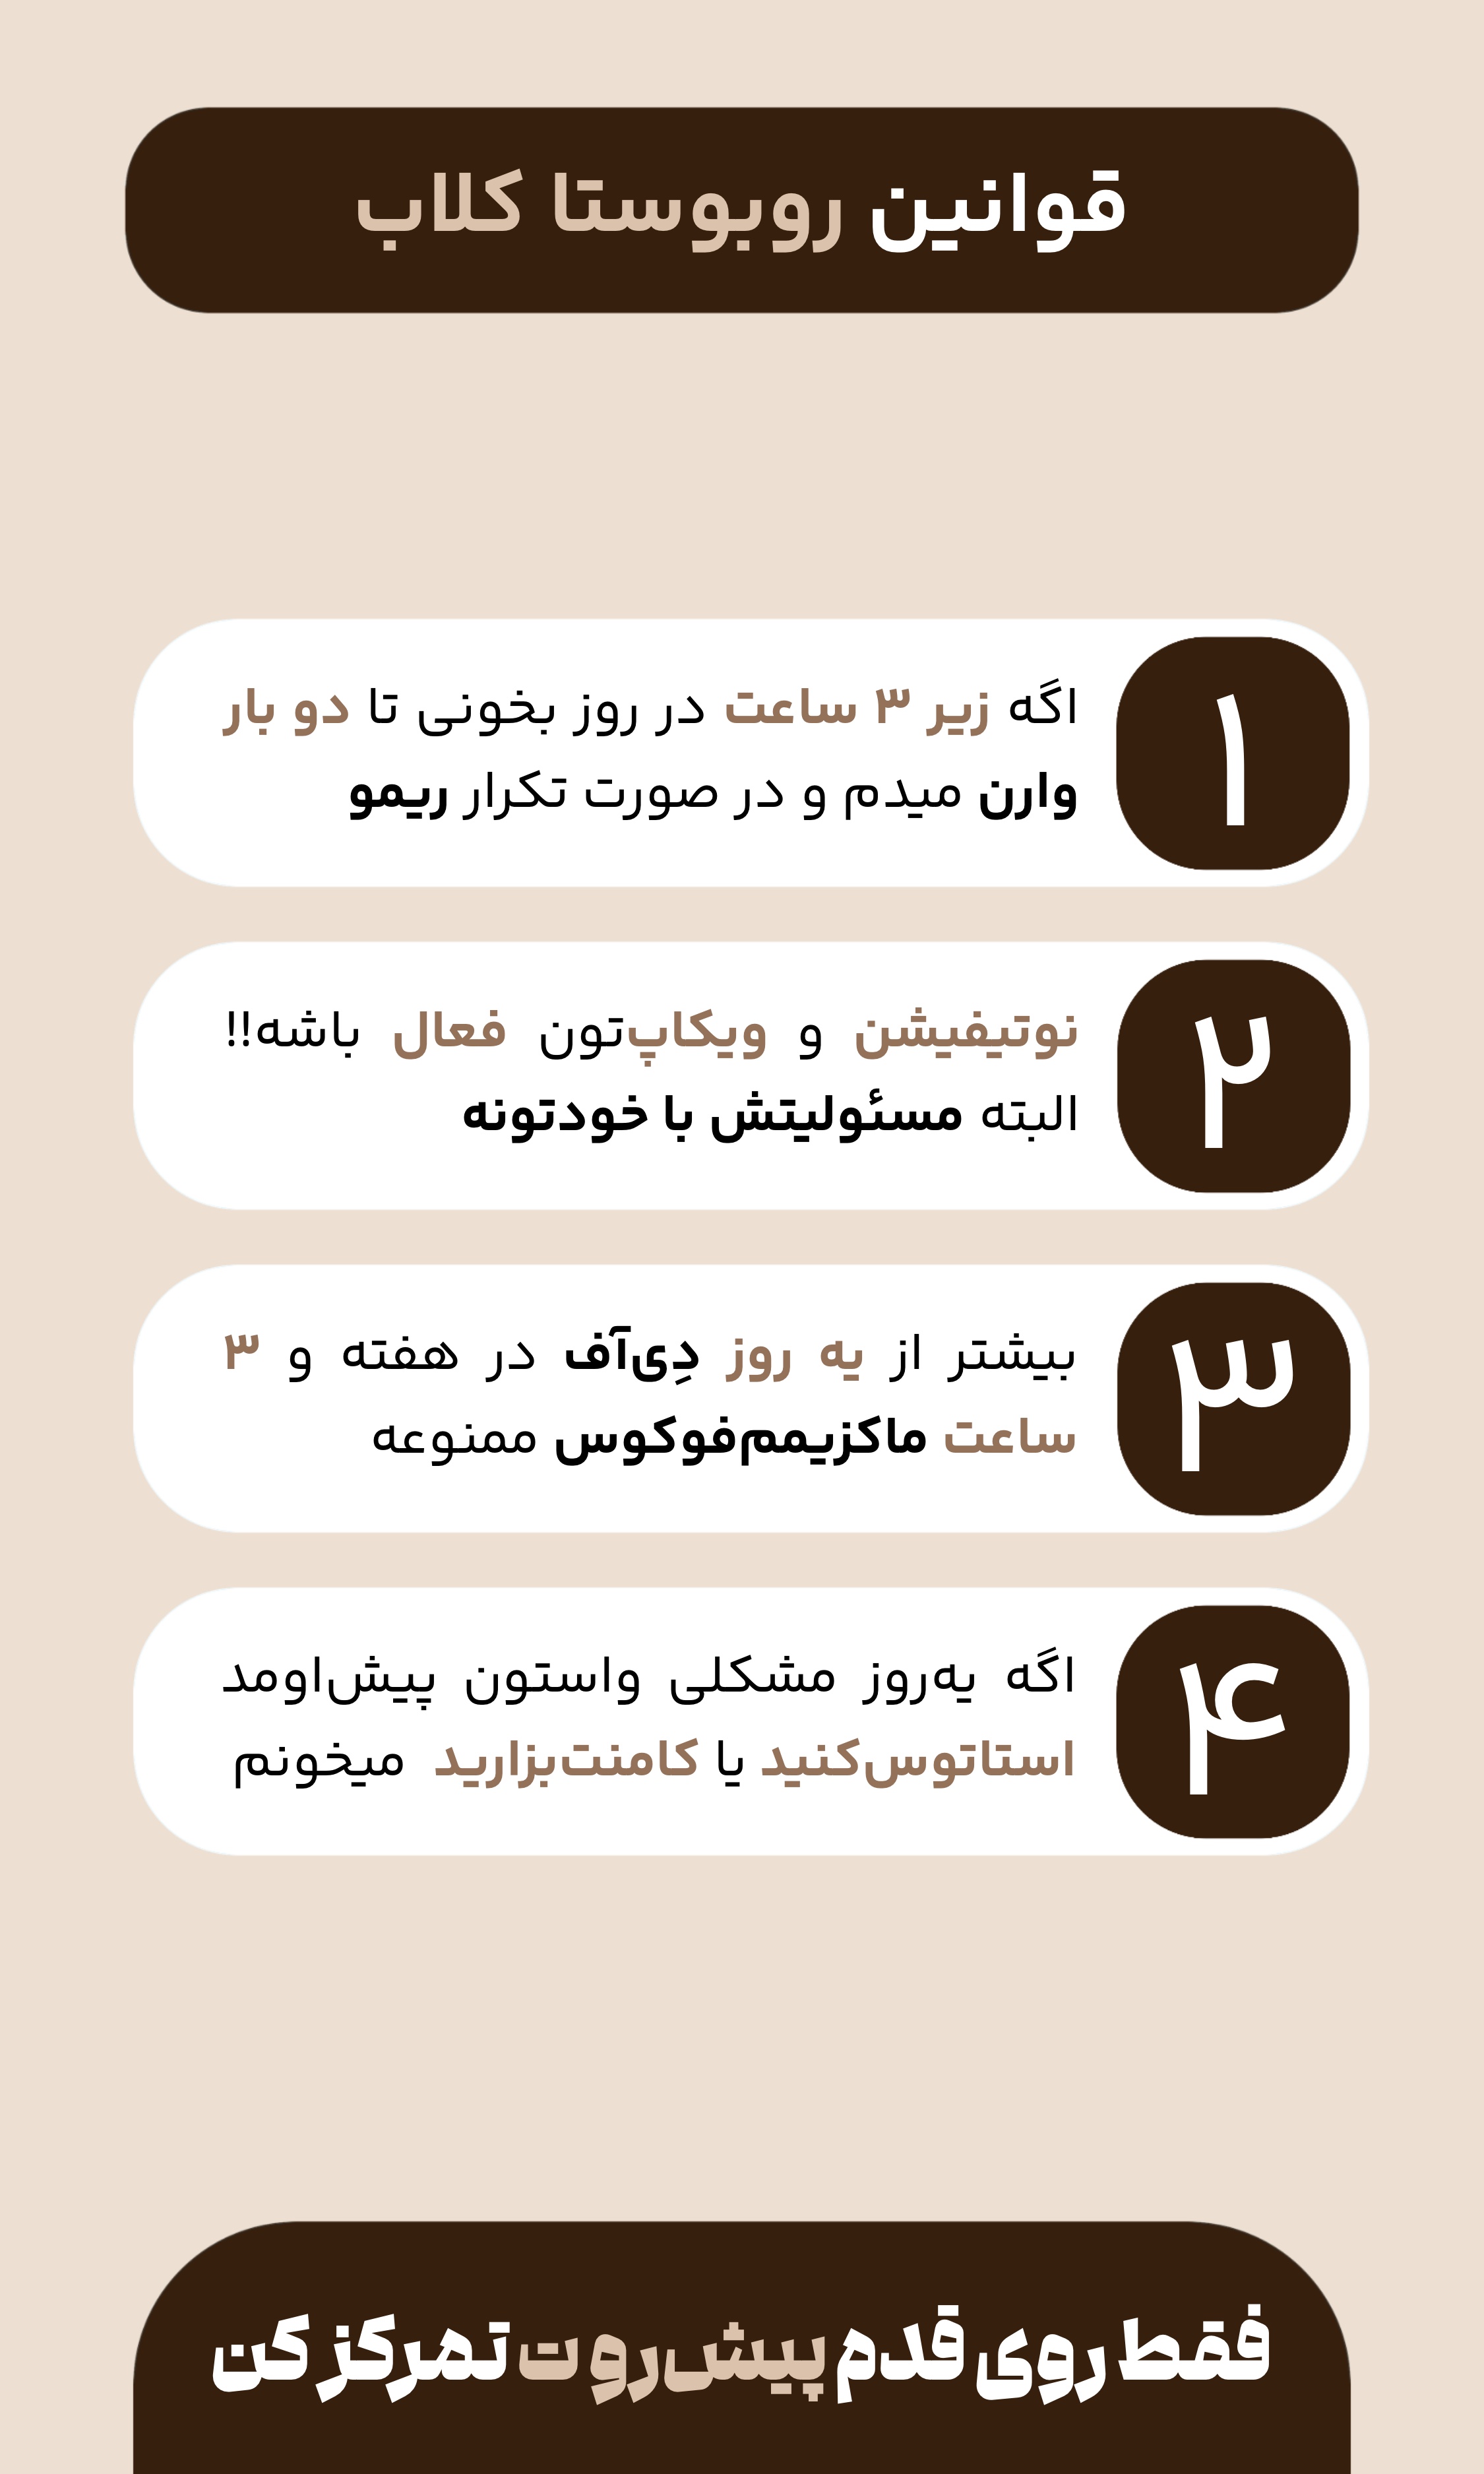 قوانین روبوستا کلاب
۱
اگه زیر ۳ ساعت در روز بخونی تا دو بار
وارن میدم و در صورت تکرار ریمو
۲
نوتیفیشن و ویکاپ‌تون فعال باشه!!
البته مسئولیتش با خودتونه
۳
بیشتر از یه روز دِی‌آف در هفته و ۳
ساعت ماکزیمم‌فوکوس ممنوعه
۴
اگه یه‌روز مشکلی واستون پیش‌اومد
استاتوس‌کنید یا کامنت‌بزارید میخونم
فقط روی قدم پیش‌روت تمرکز کن